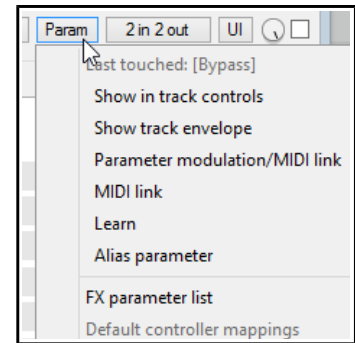 Param 2 in 2 out UI
Last touched: [Bypass]
Show in track controls
Show track envelope
Parameter modulation/MIDI link
MIDI link
Learn
Alias parameter
FX parameter list
Default controller mappings